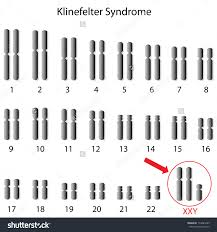 Klinefelter Syndrome
1 2 3 4 5 6 7 8
9 10 11 12 13 14 15 16
17 18 19 20 21 22 XXY
shutterstock